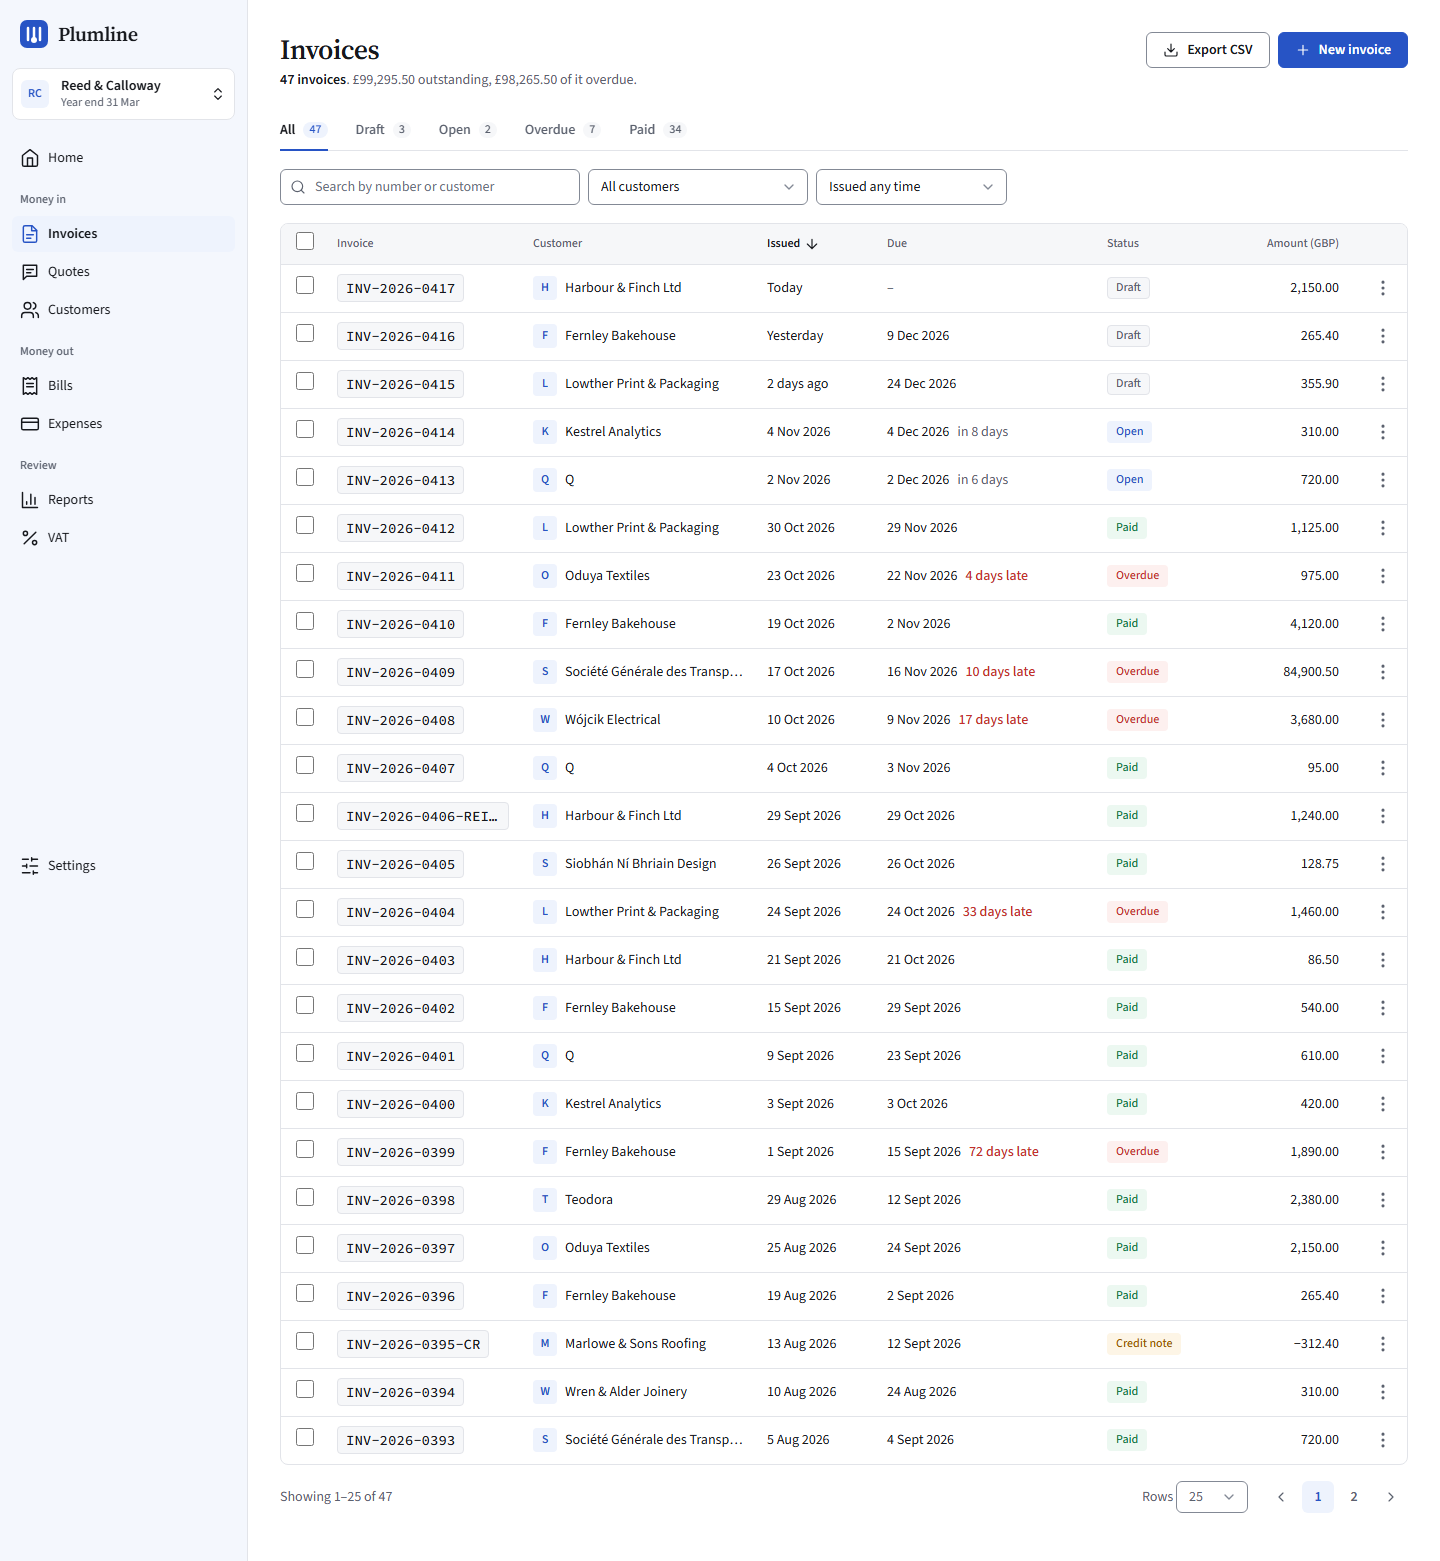 Plumline
RC
Reed & Calloway
Year end 31 Mar
Home
Money in
Invoices
Quotes
Customers
Money out
Bills
Expenses
Review
Reports
VAT
Settings
Invoices
47 invoices. £99,295.50 outstanding, £98,265.50 of it overdue.
Export CSV
New invoice
All 47 Draft 3 Open 2 Overdue 7 Paid 34
Search by number or customer
All customers
Issued any time
Invoice Customer Issued Due Status Amount (GBP)
INV-2026-0417 H Harbour & Finch Ltd Today – Draft 2,150.00
INV-2026-0416 F Fernley Bakehouse Yesterday 9 Dec 2026 Draft 265.40
INV-2026-0415 L Lowther Print & Packaging 2 days ago 24 Dec 2026 Draft 355.90
INV-2026-0414 K Kestrel Analytics 4 Nov 2026 4 Dec 2026 in 8 days Open 310.00
INV-2026-0413 Q Q 2 Nov 2026 2 Dec 2026 in 6 days Open 720.00
INV-2026-0412 L Lowther Print & Packaging 30 Oct 2026 29 Nov 2026 Paid 1,125.00
INV-2026-0411 O Oduya Textiles 23 Oct 2026 22 Nov 2026 4 days late Overdue 975.00
INV-2026-0410 F Fernley Bakehouse 19 Oct 2026 2 Nov 2026 Paid 4,120.00
INV-2026-0409 S Société Générale des Transp… 17 Oct 2026 16 Nov 2026 10 days late Overdue 84,900.50
INV-2026-0408 W Wójcik Electrical 10 Oct 2026 9 Nov 2026 17 days late Overdue 3,680.00
INV-2026-0407 Q Q 4 Oct 2026 3 Nov 2026 Paid 95.00
INV-2026-0406-REI… H Harbour & Finch Ltd 29 Sept 2026 29 Oct 2026 Paid 1,240.00
INV-2026-0405 S Siobhán Ní Bhriain Design 26 Sept 2026 26 Oct 2026 Paid 128.75
INV-2026-0404 L Lowther Print & Packaging 24 Sept 2026 24 Oct 2026 33 days late Overdue 1,460.00
INV-2026-0403 H Harbour & Finch Ltd 21 Sept 2026 21 Oct 2026 Paid 86.50
INV-2026-0402 F Fernley Bakehouse 15 Sept 2026 29 Sept 2026 Paid 540.00
INV-2026-0401 Q Q 9 Sept 2026 23 Sept 2026 Paid 610.00
INV-2026-0400 K Kestrel Analytics 3 Sept 2026 3 Oct 2026 Paid 420.00
INV-2026-0399 F Fernley Bakehouse 1 Sept 2026 15 Sept 2026 72 days late Overdue 1,890.00
INV-2026-0398 T Teodora 29 Aug 2026 12 Sept 2026 Paid 2,380.00
INV-2026-0397 O Oduya Textiles 25 Aug 2026 24 Sept 2026 Paid 2,150.00
INV-2026-0396 F Fernley Bakehouse 19 Aug 2026 2 Sept 2026 Paid 265.40
INV-2026-0395-CR M Marlowe & Sons Roofing 13 Aug 2026 12 Sept 2026 Credit note −312.40
INV-2026-0394 W Wren & Alder Joinery 10 Aug 2026 24 Aug 2026 Paid 310.00
INV-2026-0393 S Société Générale des Transp… 5 Aug 2026 4 Sept 2026 Paid 720.00
Showing 1–25 of 47
Rows 25
1 2